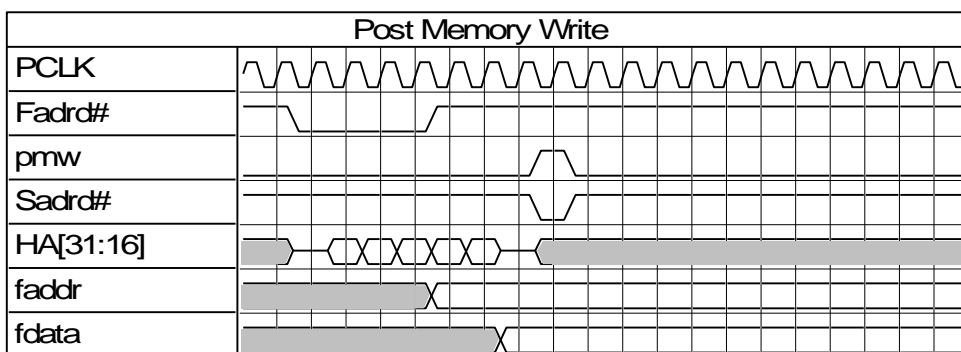 Post Memory Write
PCLK
Fadrd#
pmw
Sadrd#
HA[31:16]
faddr
fdata